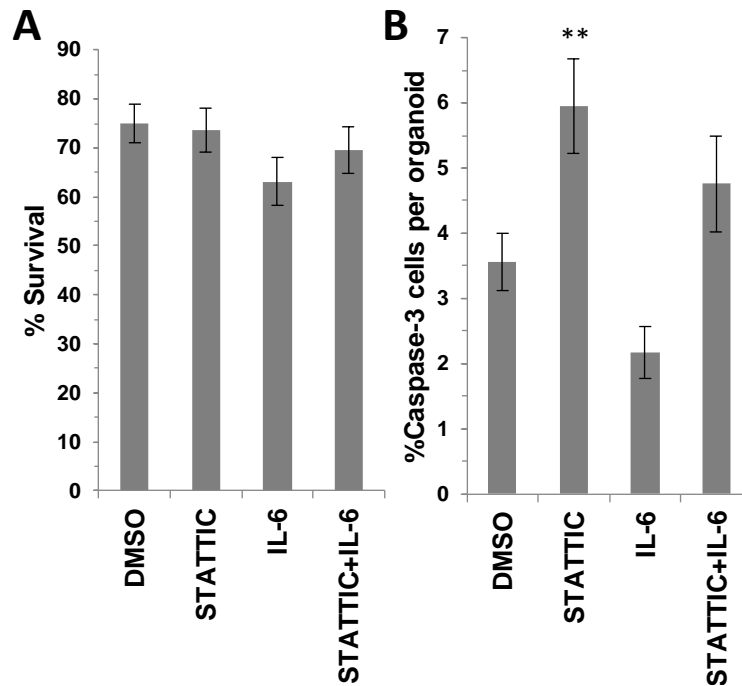 A
% Survival
90
80
70
60
50
40
30
20
10
0
DMSO
STATTIC
IL-6
STATTIC+IL-6
B
%Caspase-3 cells per organoid
7
6
5
4
3
2
1
0
**
DMSO
STATTIC
IL-6
STATTIC+IL-6